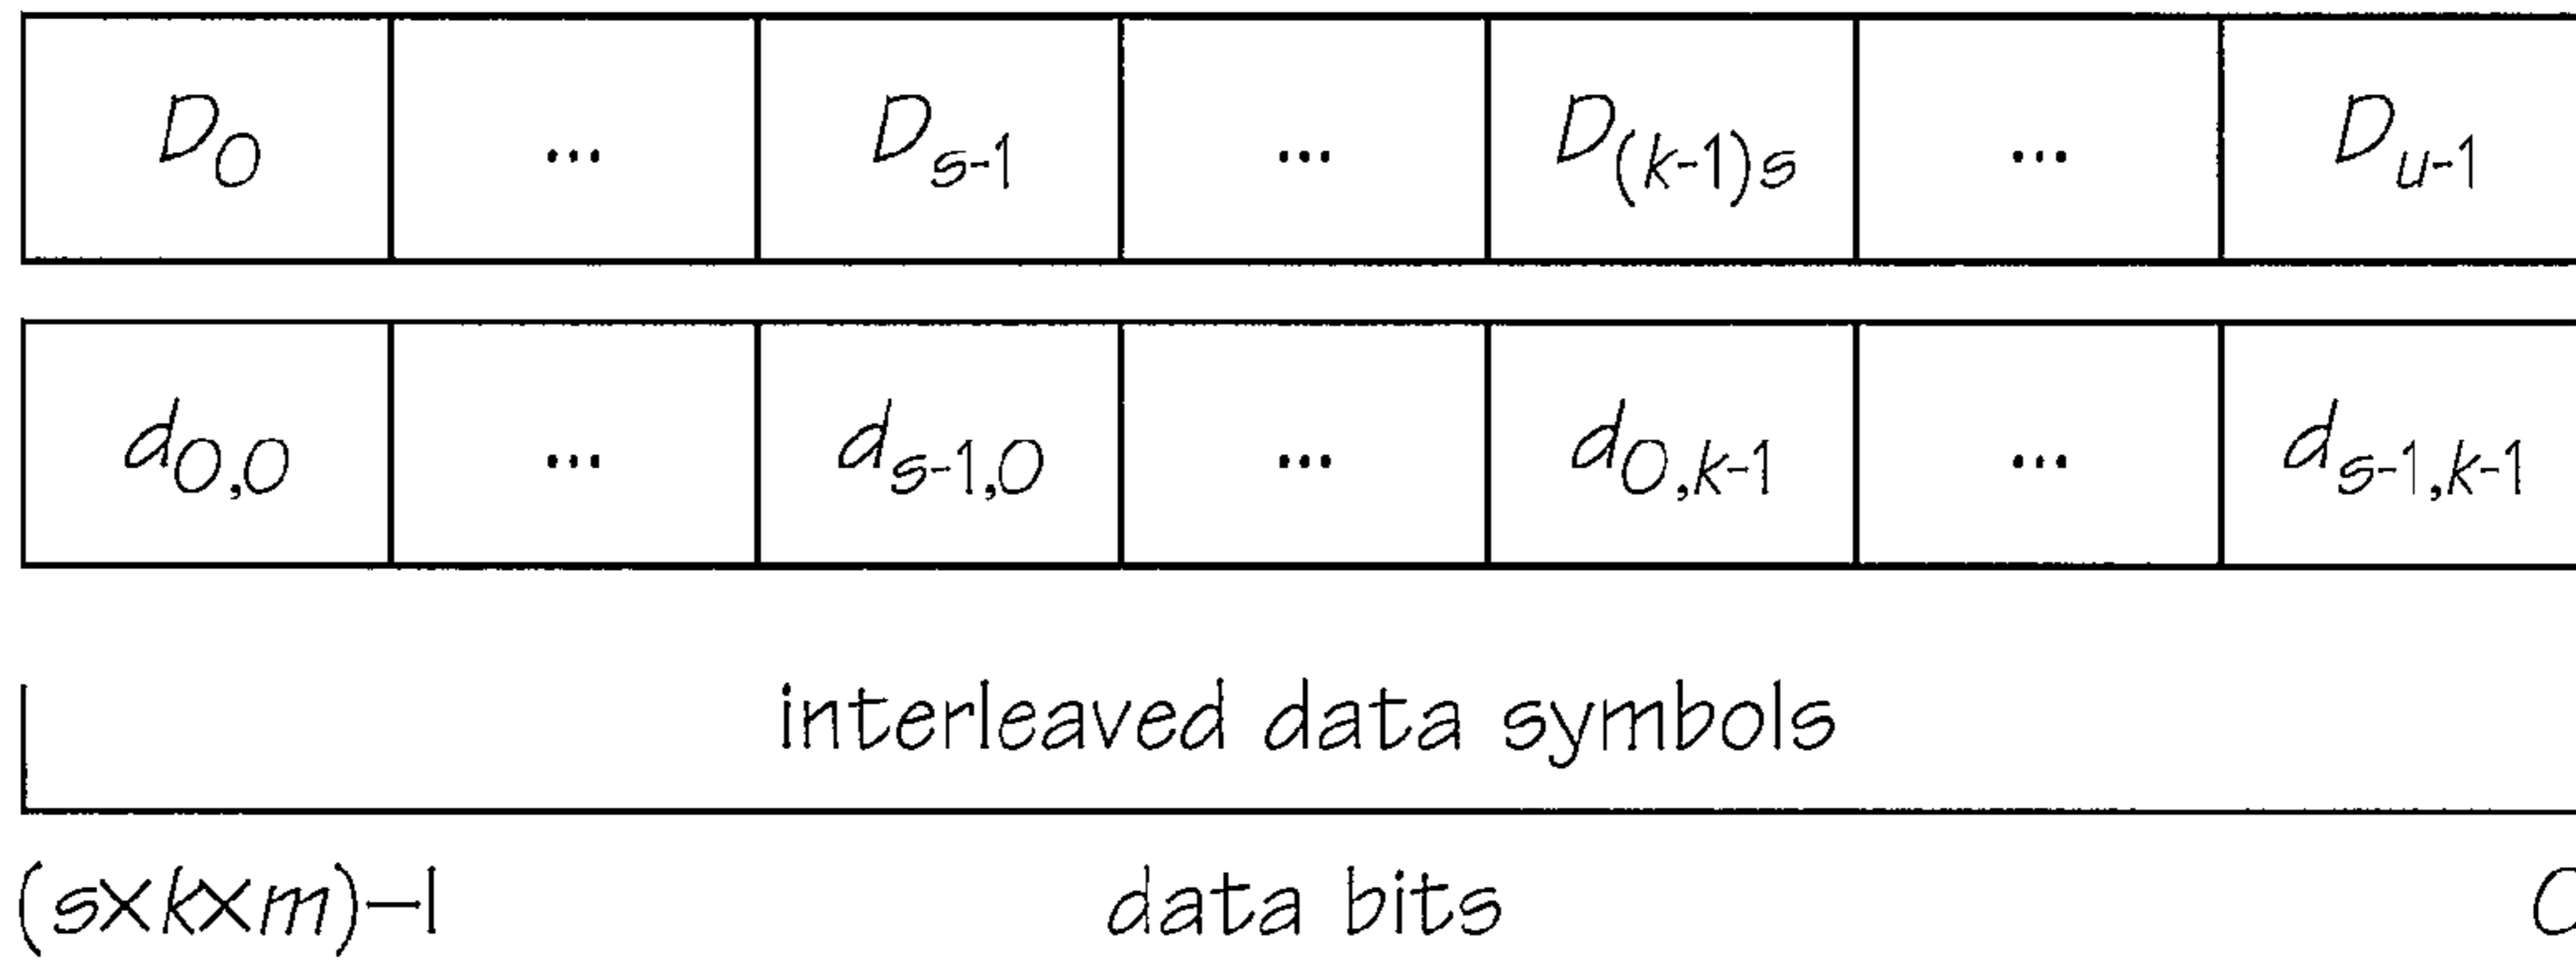 D0 ... Ds-1 ... D(k-1)s ... Du-1
d0,0 ... ds-1,0 ... d0,k-1 ... ds-1,k-1
interleaved data symbols
(s×k×m)–1 data bits 0